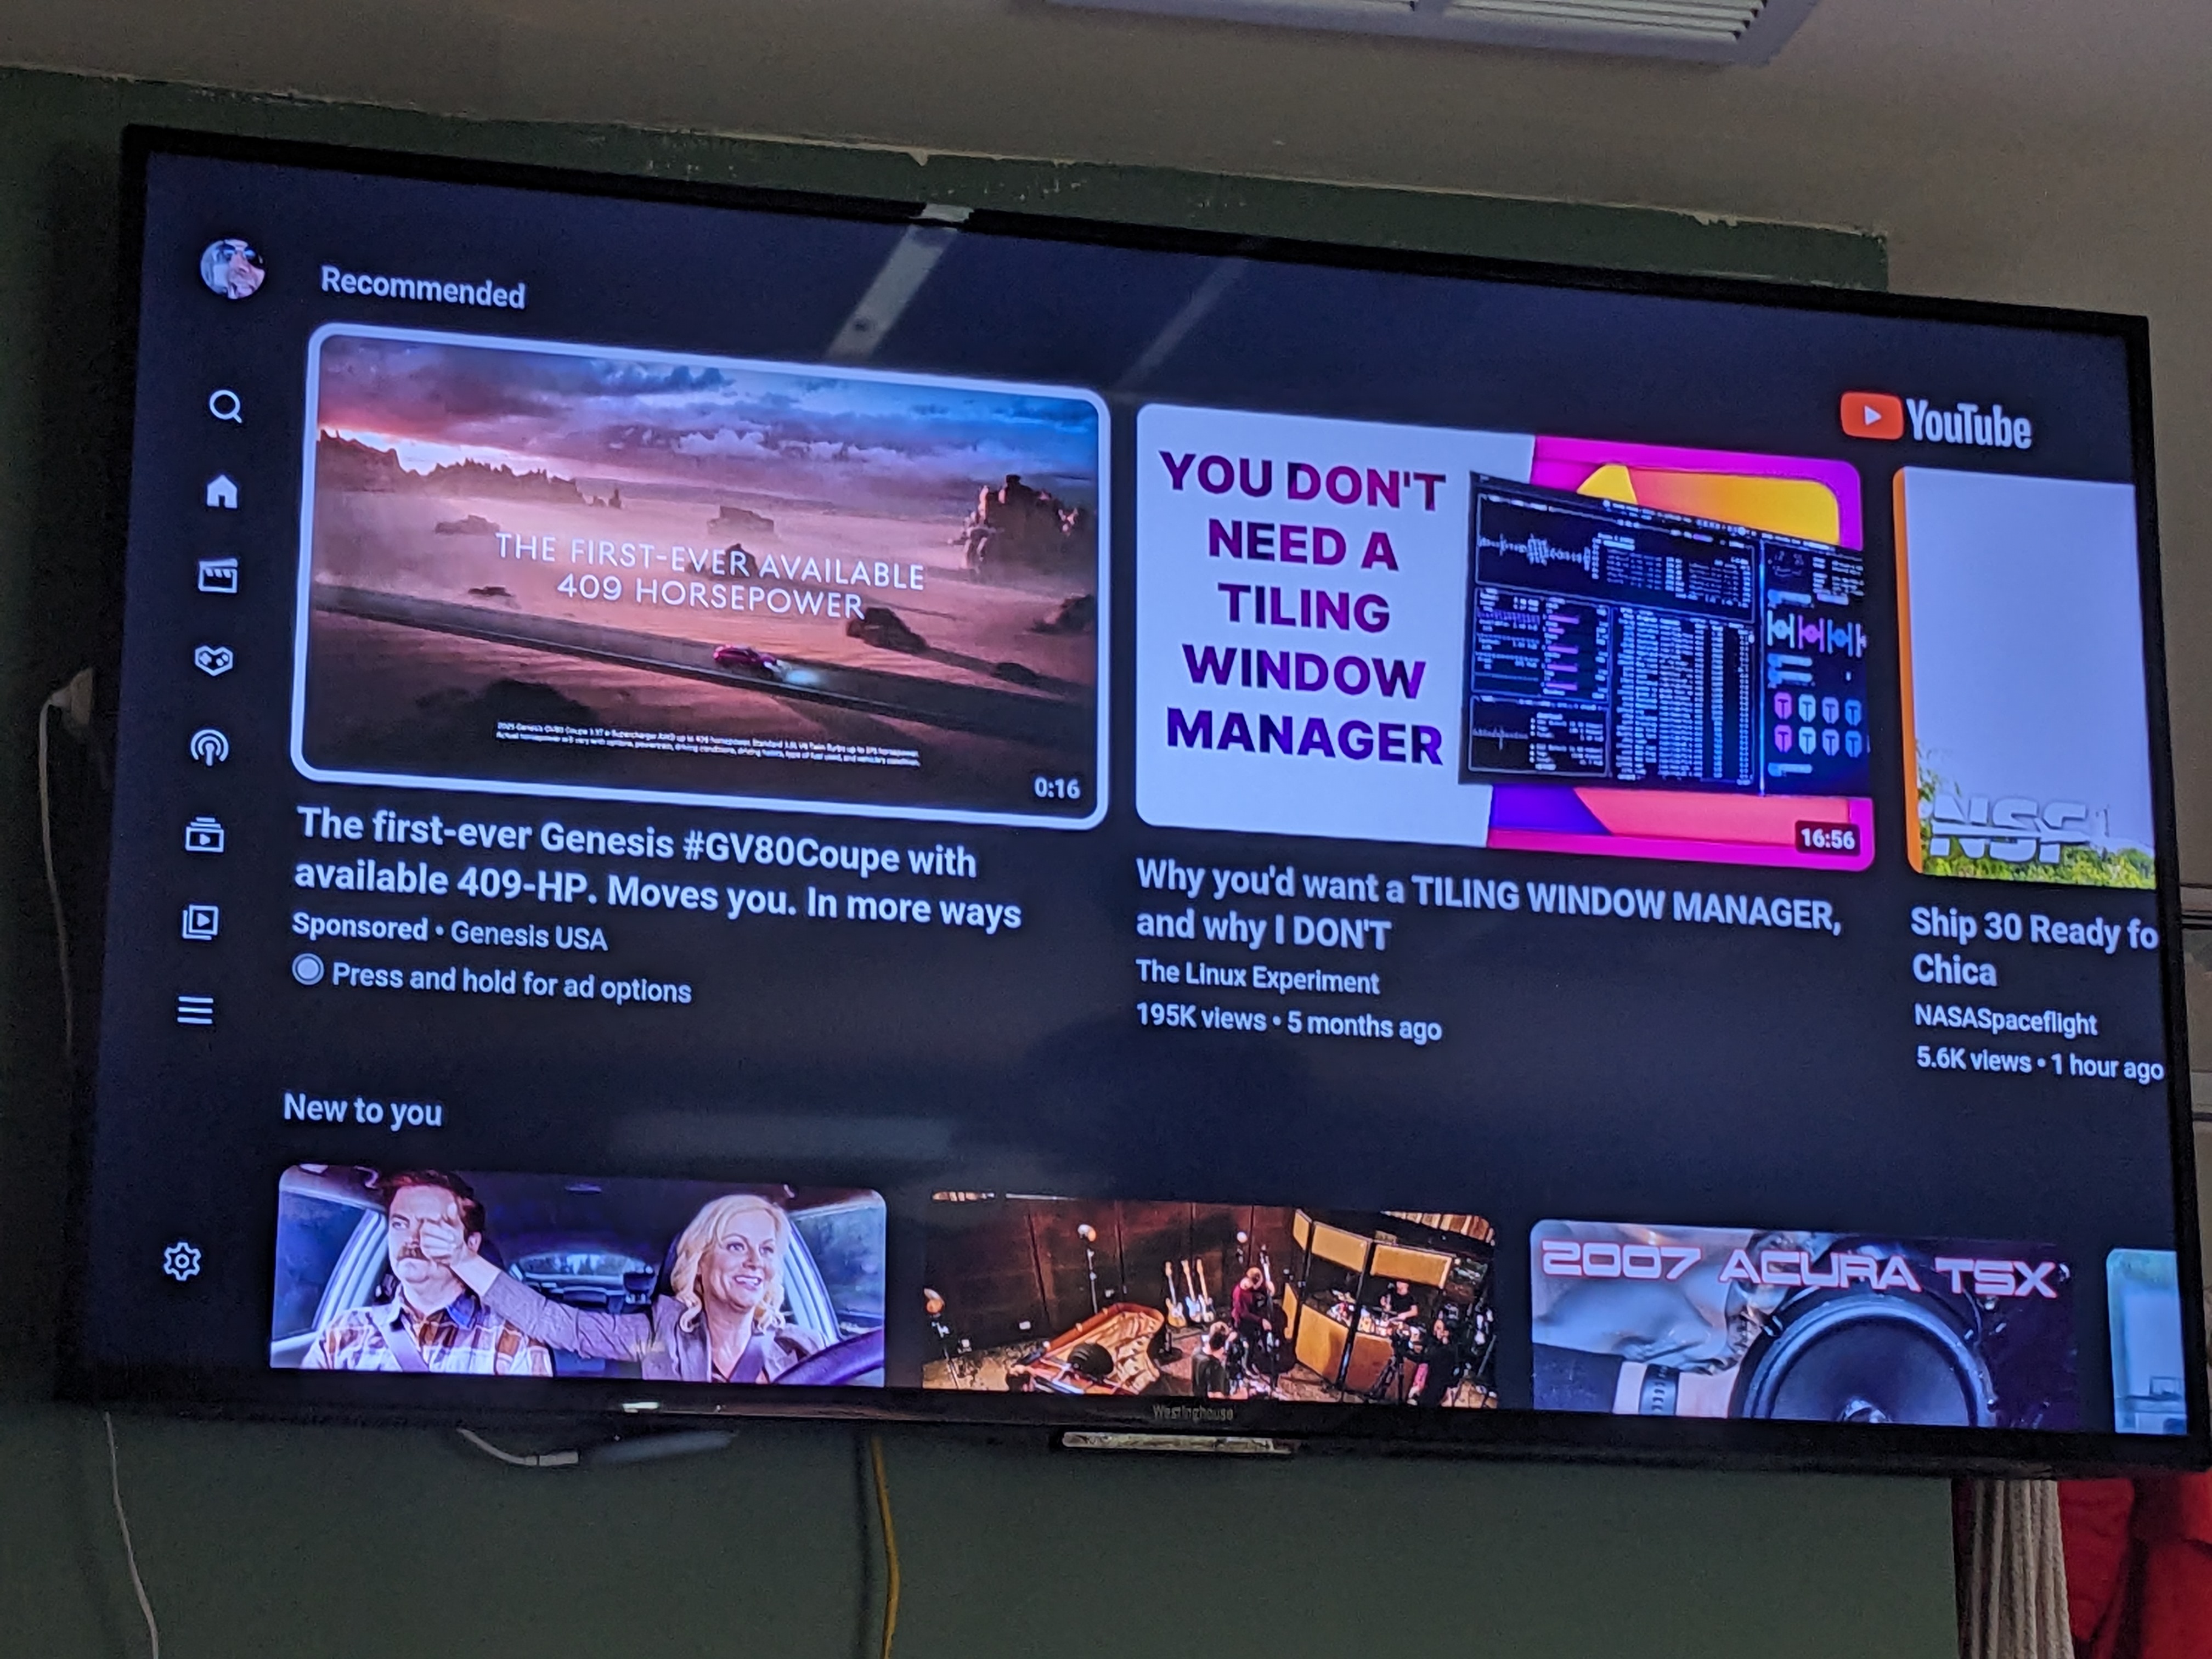 Recommended
YouTube
THE FIRST-EVER AVAILABLE
409 HORSEPOWER
0:16
The first-ever Genesis #GV80Coupe with
available 409-HP. Moves you. In more ways
Sponsored • Genesis USA
Press and hold for ad options
YOU DON'T
NEED A
TILING
WINDOW
MANAGER
16:56
Why you'd want a TILING WINDOW MANAGER,
and why I DON'T
The Linux Experiment
195K views • 5 months ago
NSF
Ship 30 Ready fo
Chica
NASASpaceflight
5.6K views • 1 hour ago
New to you
2007 ACURA TSX
Westinghouse